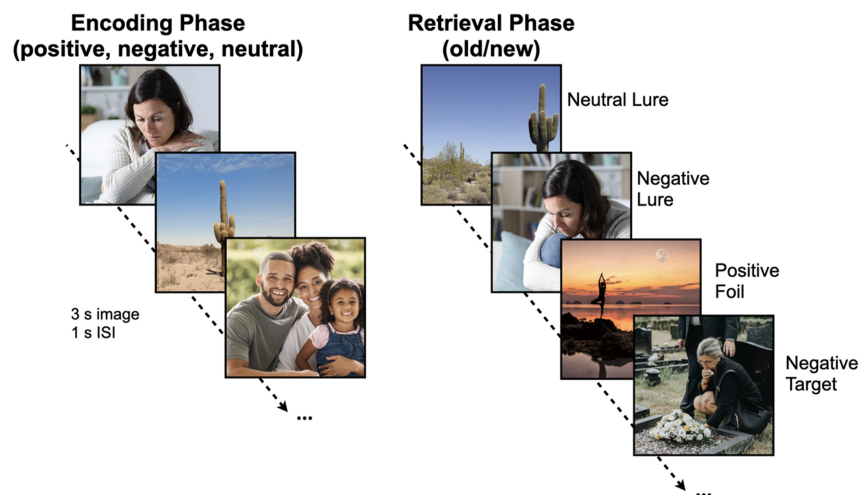 Encoding Phase
(positive, negative, neutral)
3 s image
1 s ISI
...
Retrieval Phase
(old/new)
Neutral Lure
Negative
Lure
Positive
Foil
Negative
Target
...